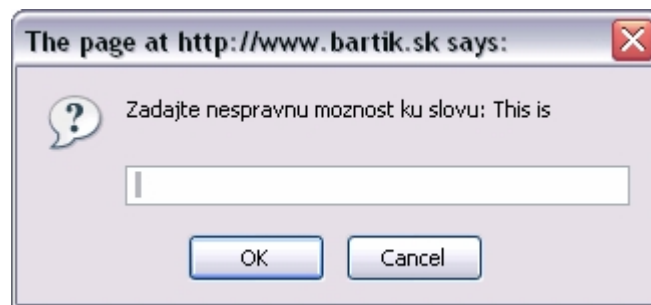 The page at http://www.bartik.sk says:
Zadajte nespravnu moznost ku slovu: This is
OK
Cancel